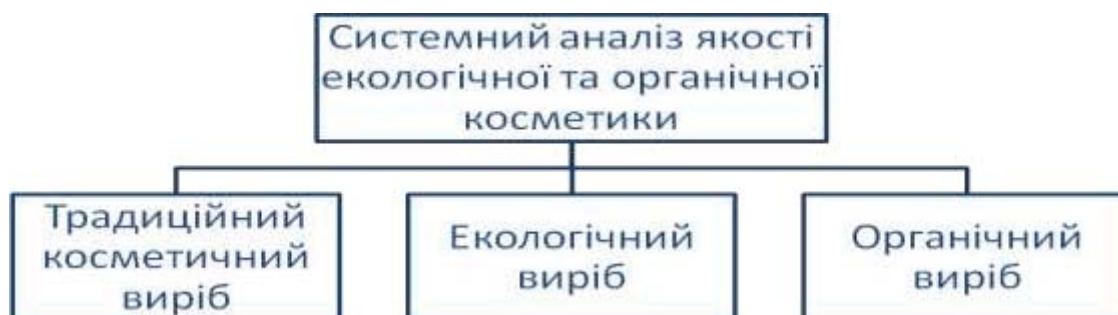 Системний аналіз якості
екологічної та органічної
косметики
Традиційний
косметичний
виріб
Екологічний
виріб
Органічний
виріб